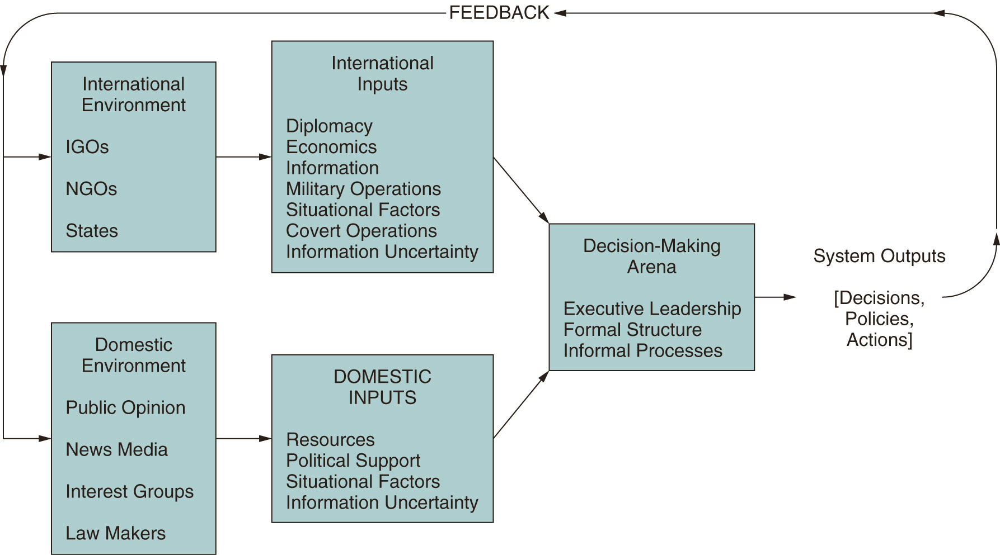 FEEDBACK
International
Environment
IGOs
NGOs
States
International
Inputs
Diplomacy
Economics
Information
Military Operations
Situational Factors
Covert Operations
Information Uncertainty
Domestic
Environment
Public Opinion
News Media
Interest Groups
Law Makers
DOMESTIC
INPUTS
Resources
Political Support
Situational Factors
Information Uncertainty
Decision-Making
Arena
Executive Leadership
Formal Structure
Informal Processes
System Outputs
[Decisions,
Policies,
Actions]